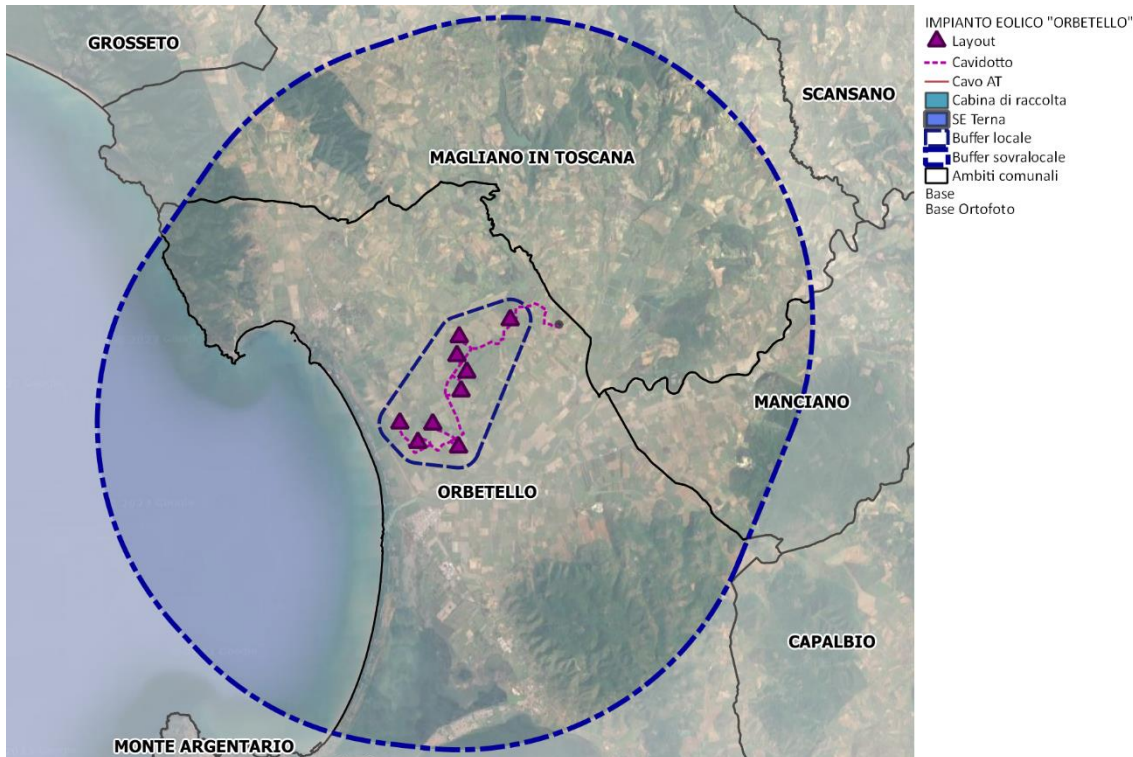 GROSSETO
SCANSANO
MAGLIANO IN TOSCANA
MANCIANO
ORBETELLO
CAPALBIO
MONTE ARGENTARIO
IMPIANTO EOLICO "ORBETELLO"
Layout
Cavidotto
Cavo AT
Cabina di raccolta
SE Terna
Buffer locale
Buffer sovralocale
Ambiti comunali
Base
Base Ortofoto